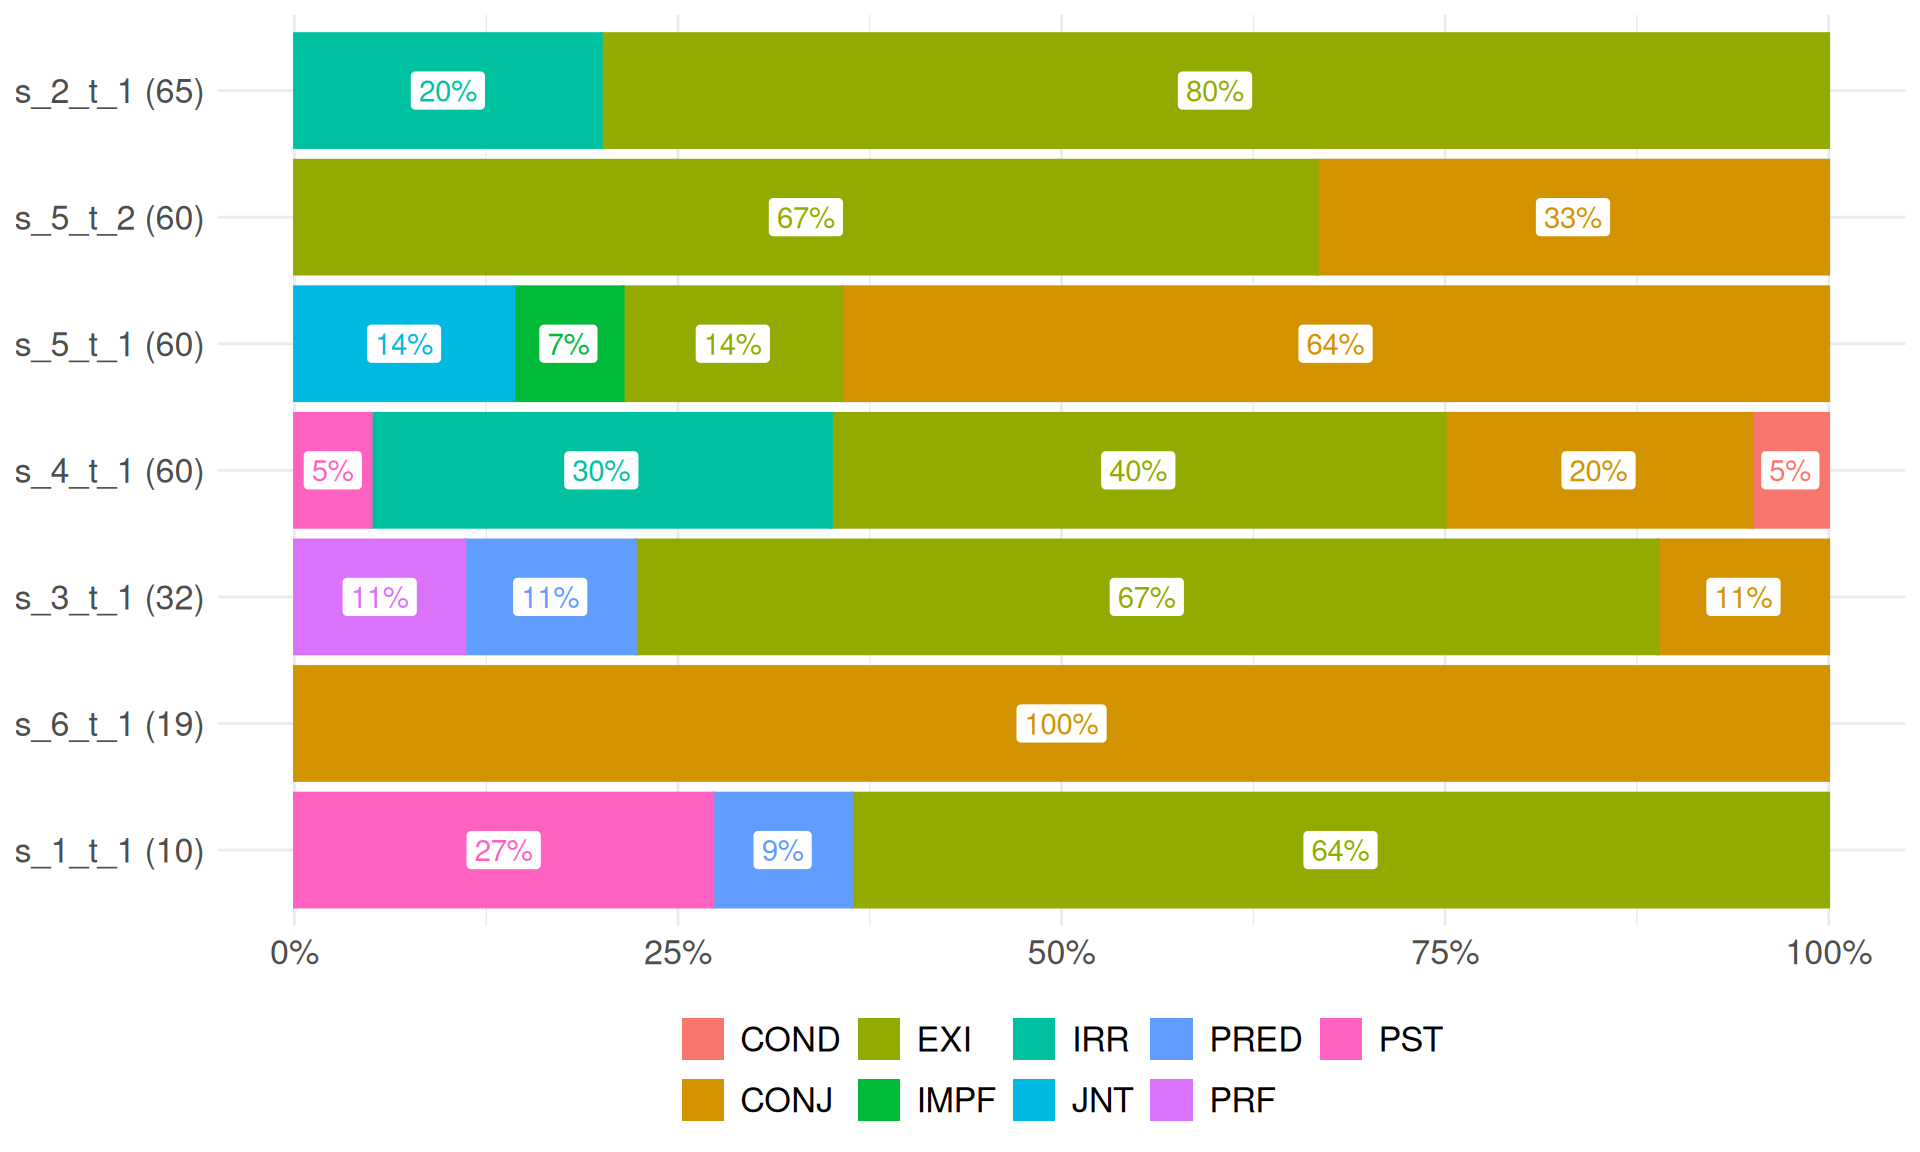 s_2_t_1 (65) 20% 80%
s_5_t_2 (60) 67% 33%
s_5_t_1 (60) 14% 7% 14% 64%
s_4_t_1 (60) 5% 30% 40% 20% 5%
s_3_t_1 (32) 11% 11% 67% 11%
s_6_t_1 (19) 100%
s_1_t_1 (10) 27% 9% 64%
0% 25% 50% 75% 100%
COND EXI IRR PRED PST
CONJ IMPF JNT PRF